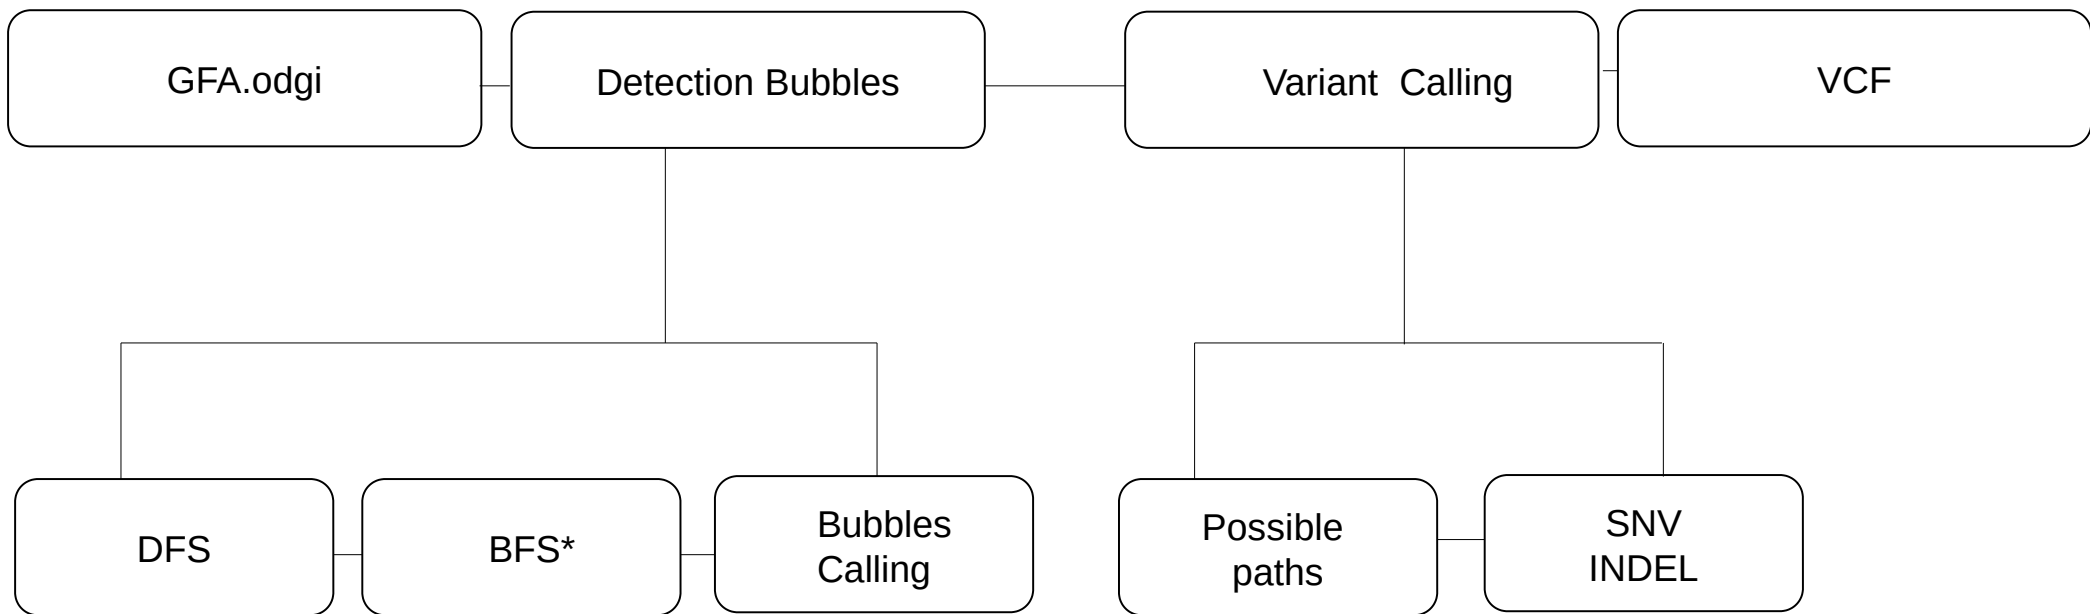 GFA.odgi
Detection Bubbles
Variant  Calling
VCF
DFS
BFS*
Bubbles
Calling
Possible
paths
SNV
INDEL